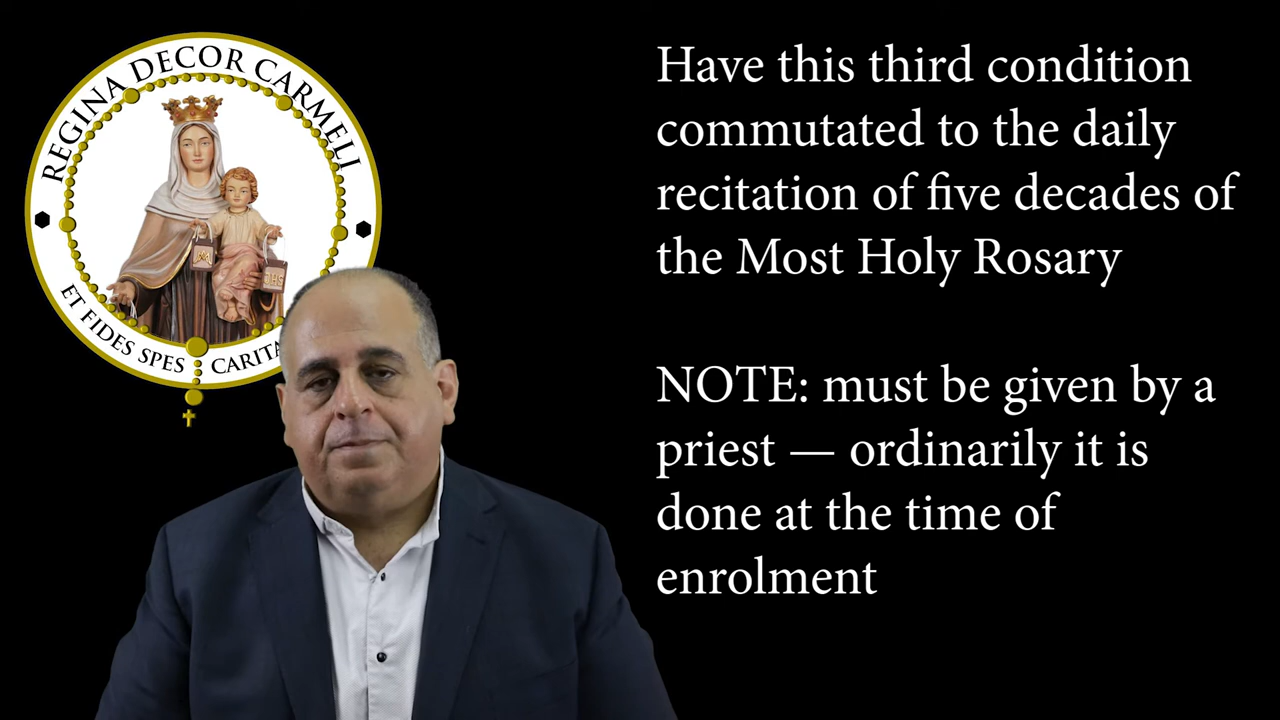 REGINA DECOR CARMELI
ET FIDES SPES
Have this third condition
commutated to the daily
recitation of five decades of
the Most Holy Rosary
NOTE: must be given by a
priest — ordinarily it is
done at the time of
enrolment